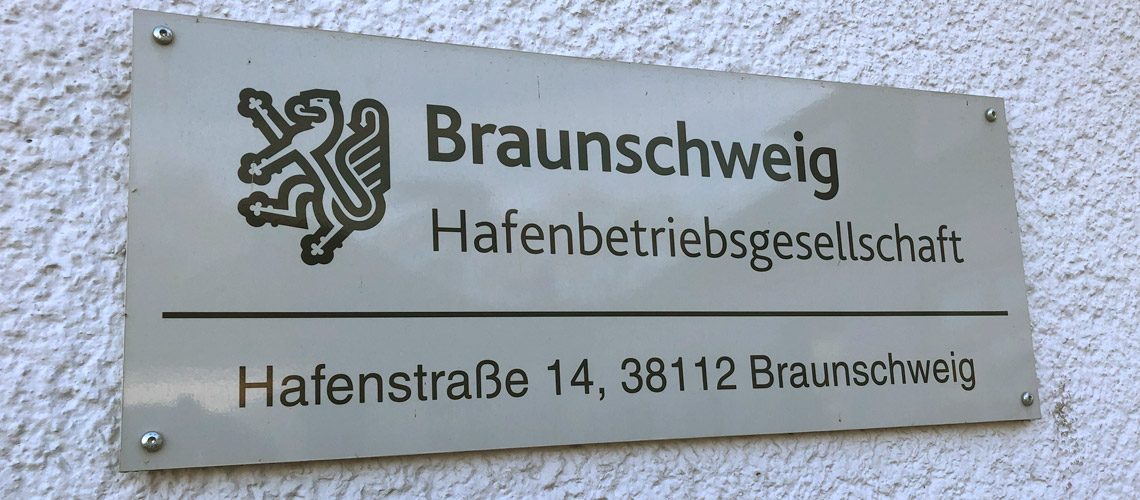 Braunschweig
Hafenbetriebsgesellschaft
Hafenstraße 14, 38112 Braunschweig